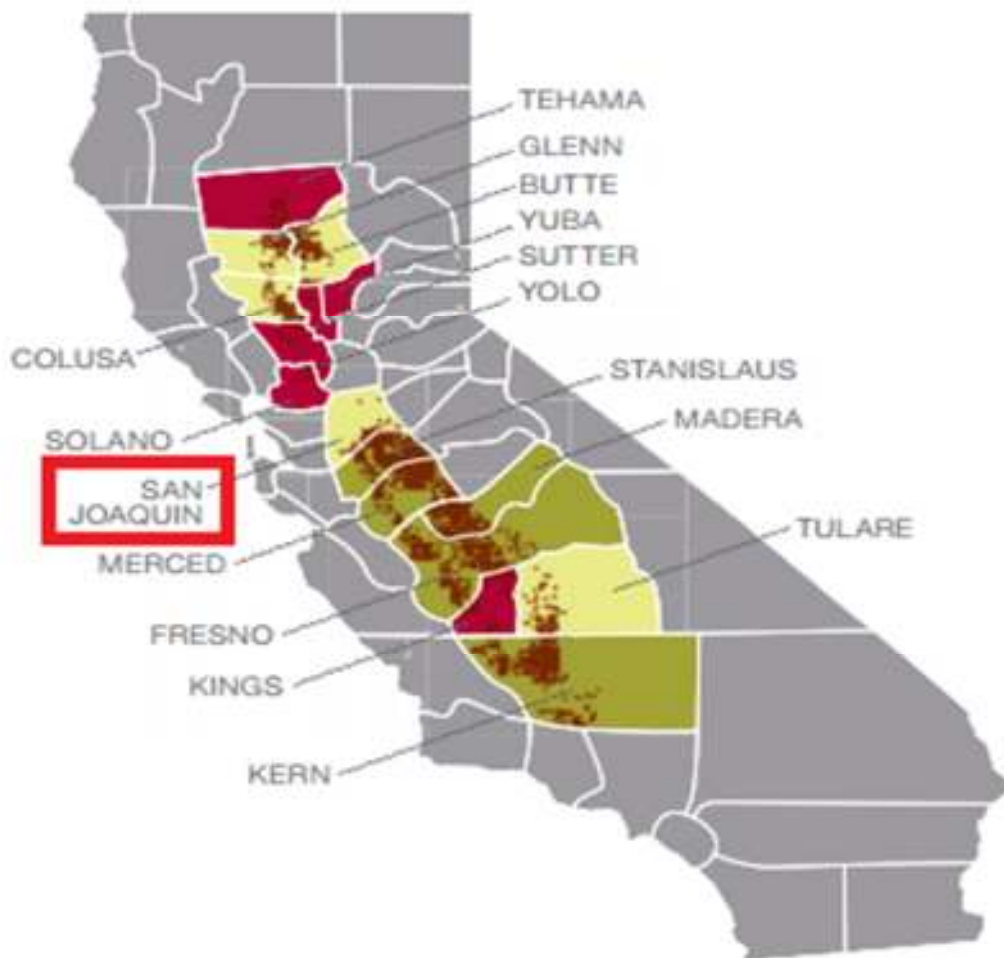 TEHAMA
GLENN
BUTTE
YUBA
SUTTER
YOLO
COLUSA
STANISLAUS
MADERA
SOLANO
SAN
JOAQUIN
TULARE
MERCED
FRESNO
KINGS
KERN